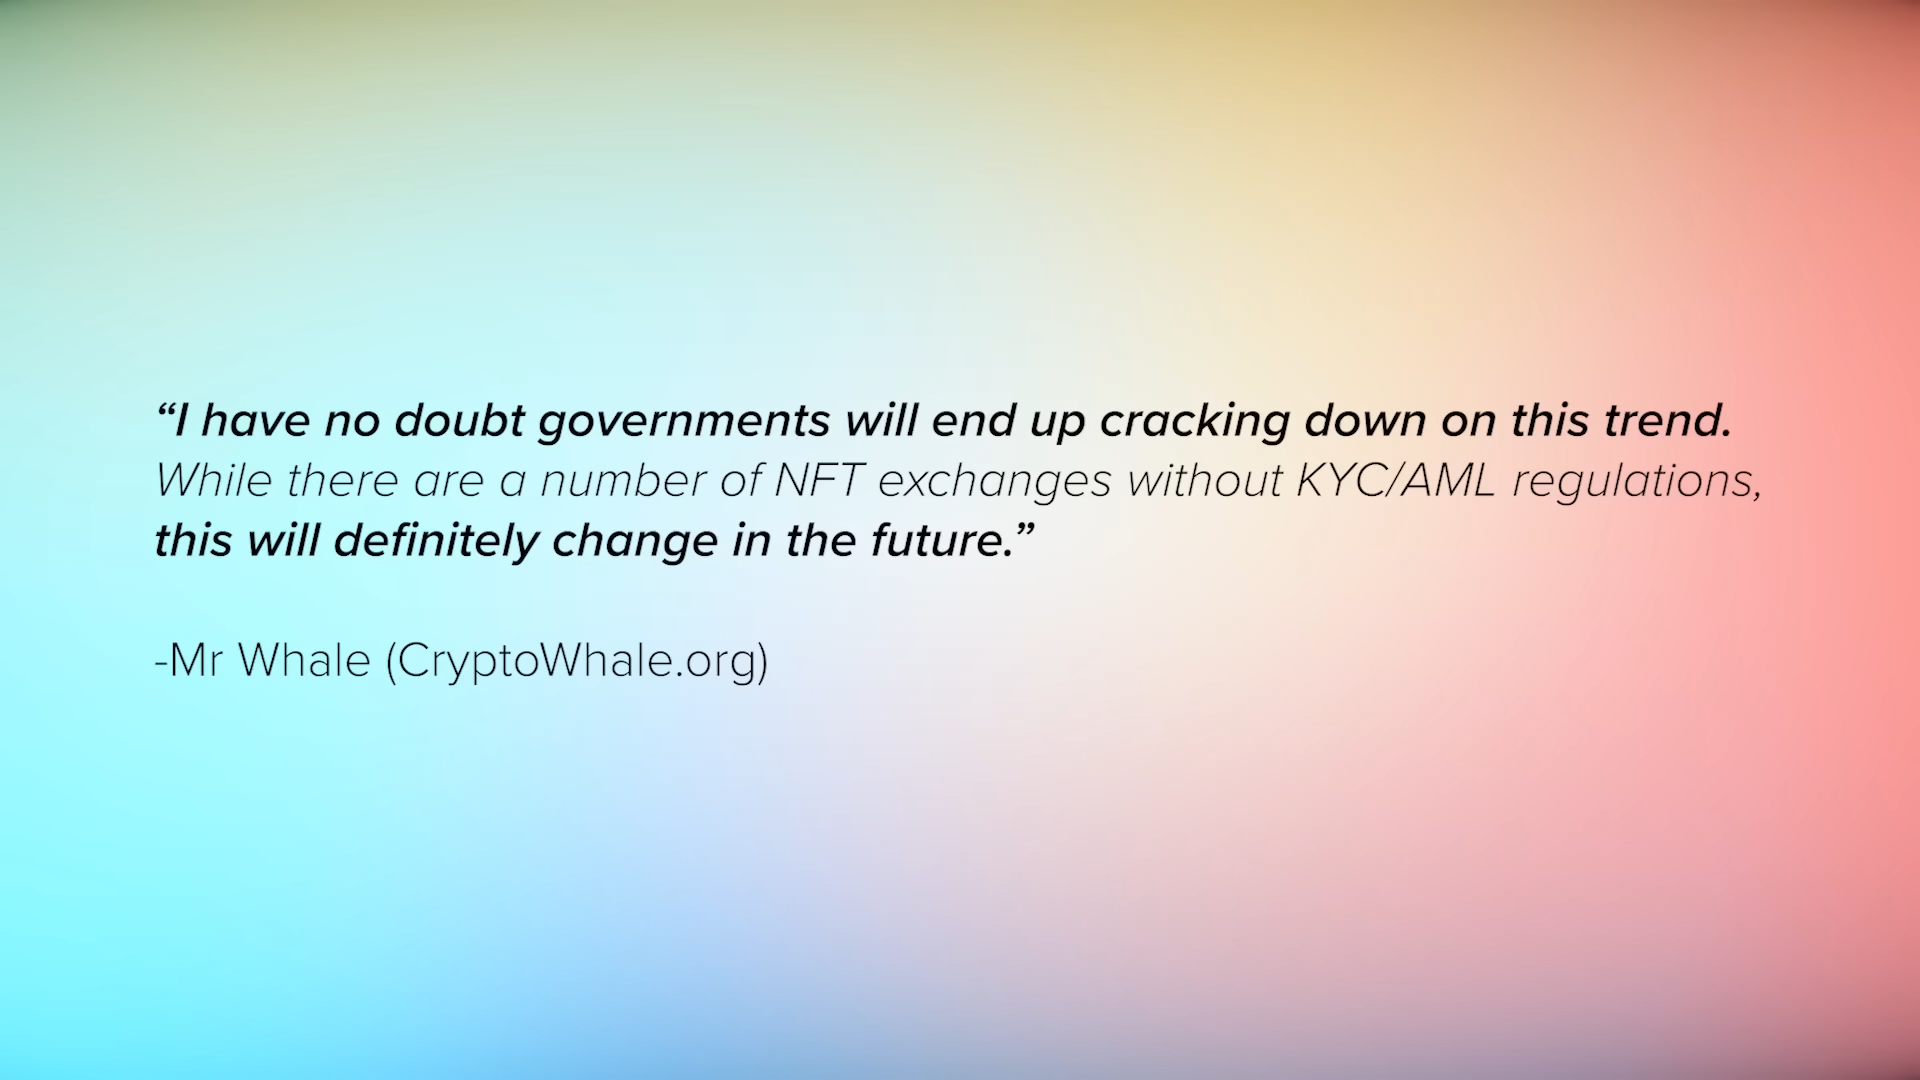 “I have no doubt governments will end up cracking down on this trend.
While there are a number of NFT exchanges without KYC/AML regulations,
this will definitely change in the future.”
-Mr Whale (CryptoWhale.org)